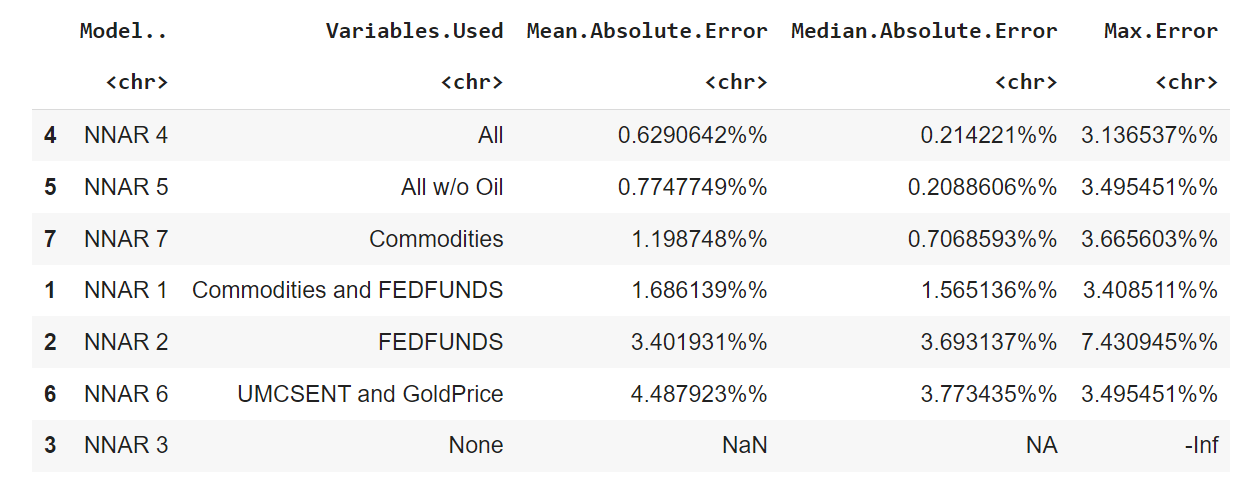 Model.. Variables.Used Mean.Absolute.Error Median.Absolute.Error Max.Error
<chr> <chr> <chr> <chr> <chr>
4 NNAR 4 All 0.6290642%% 0.214221%% 3.136537%%
5 NNAR 5 All w/o Oil 0.7747749%% 0.2088606%% 3.495451%%
7 NNAR 7 Commodities 1.198748%% 0.7068593%% 3.665603%%
1 NNAR 1 Commodities and FEDFUNDS 1.686139%% 1.565136%% 3.408511%%
2 NNAR 2 FEDFUNDS 3.401931%% 3.693137%% 7.430945%%
6 NNAR 6 UMCSENT and GoldPrice 4.487923%% 3.773435%% 3.495451%%
3 NNAR 3 None NaN NA -Inf